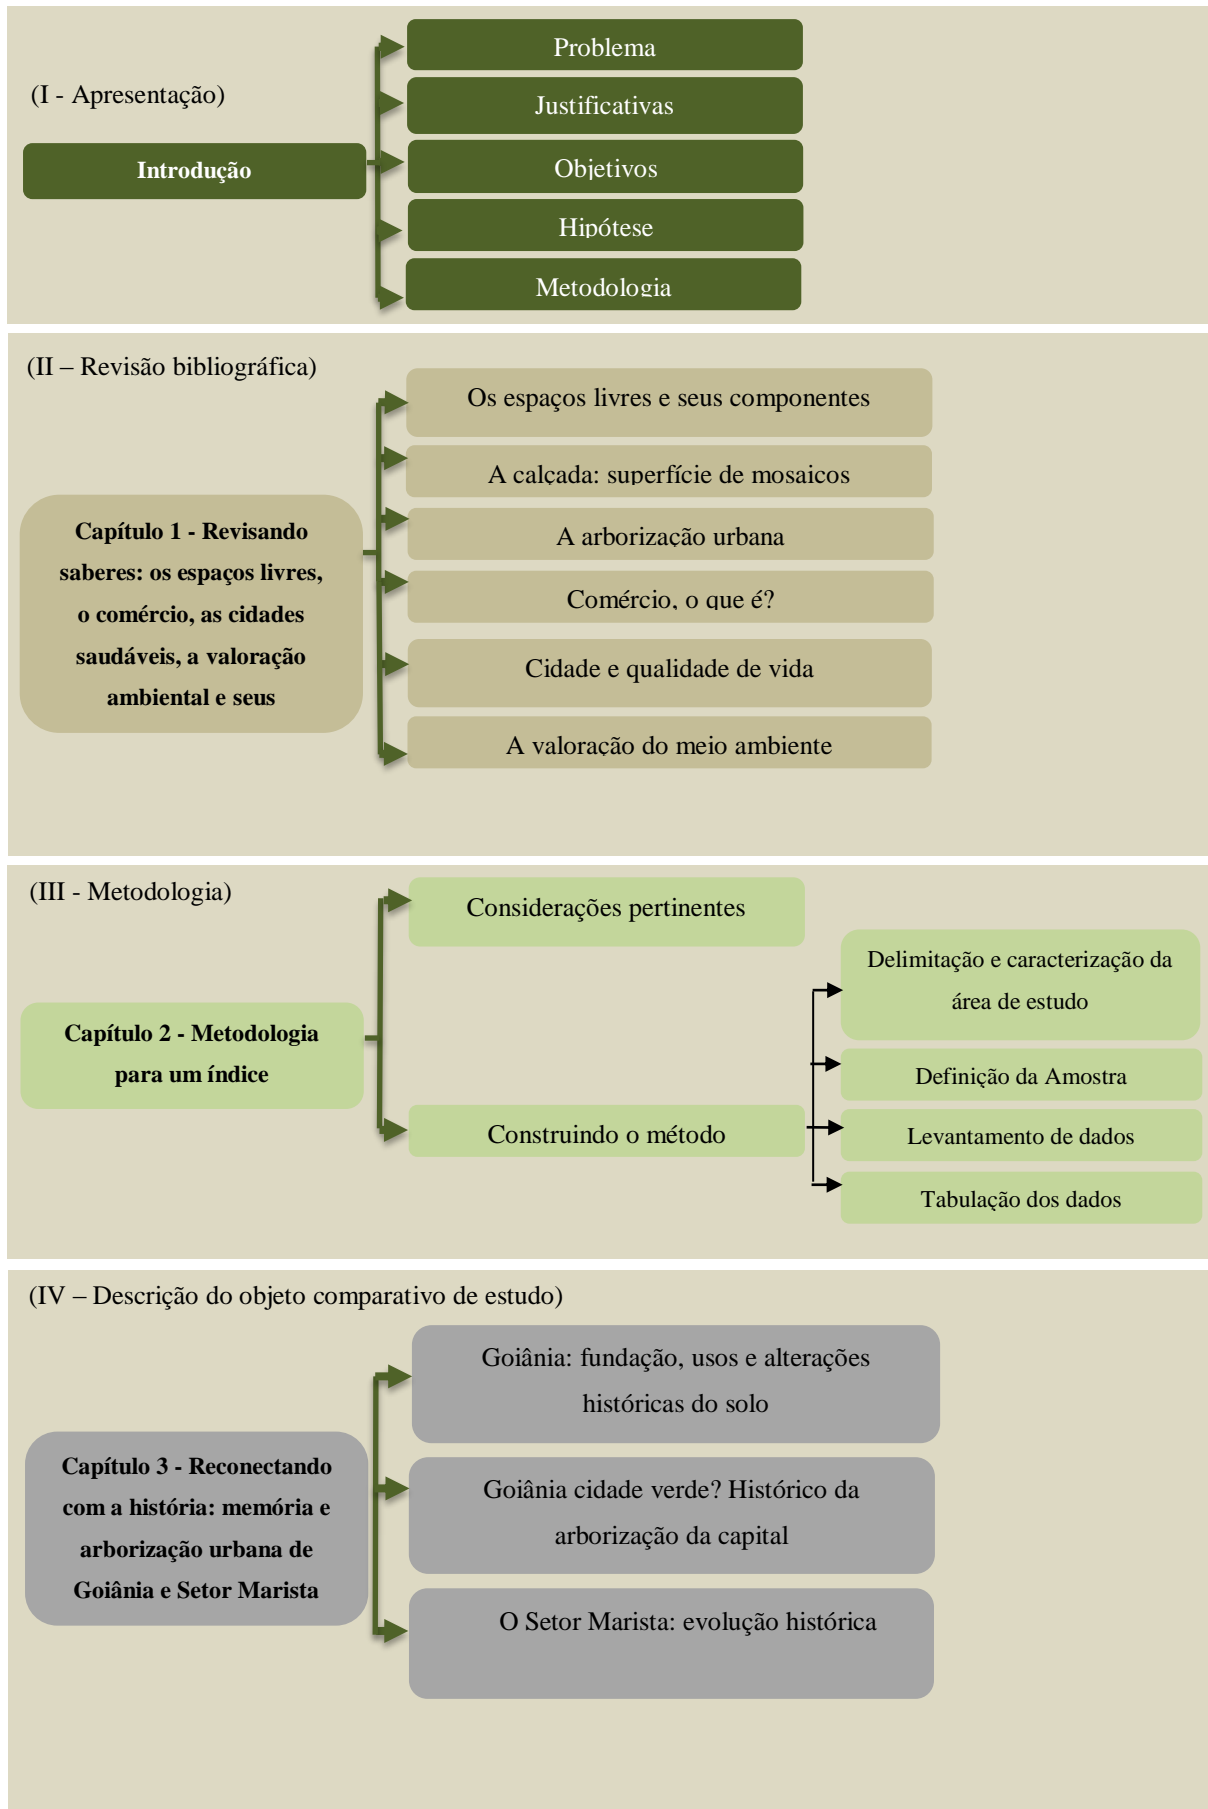 (I - Apresentação)
Introdução
Problema
Justificativas
Objetivos
Hipótese
Metodologia
(II – Revisão bibliográfica)
Capítulo 1 - Revisando
saberes: os espaços livres,
o comércio, as cidades
saudáveis, a valoração
ambiental e seus
Os espaços livres e seus componentes
A calçada: superfície de mosaicos
A arborização urbana
Comércio, o que é?
Cidade e qualidade de vida
A valoração do meio ambiente
(III - Metodologia)
Capítulo 2 - Metodologia
para um índice
Considerações pertinentes
Construindo o método
Delimitação e caracterização da
área de estudo
Definição da Amostra
Levantamento de dados
Tabulação dos dados
(IV – Descrição do objeto comparativo de estudo)
Capítulo 3 - Reconectando
com a história: memória e
arborização urbana de
Goiânia e Setor Marista
Goiânia: fundação, usos e alterações
históricas do solo
Goiânia cidade verde? Histórico da
arborização da capital
O Setor Marista: evolução histórica